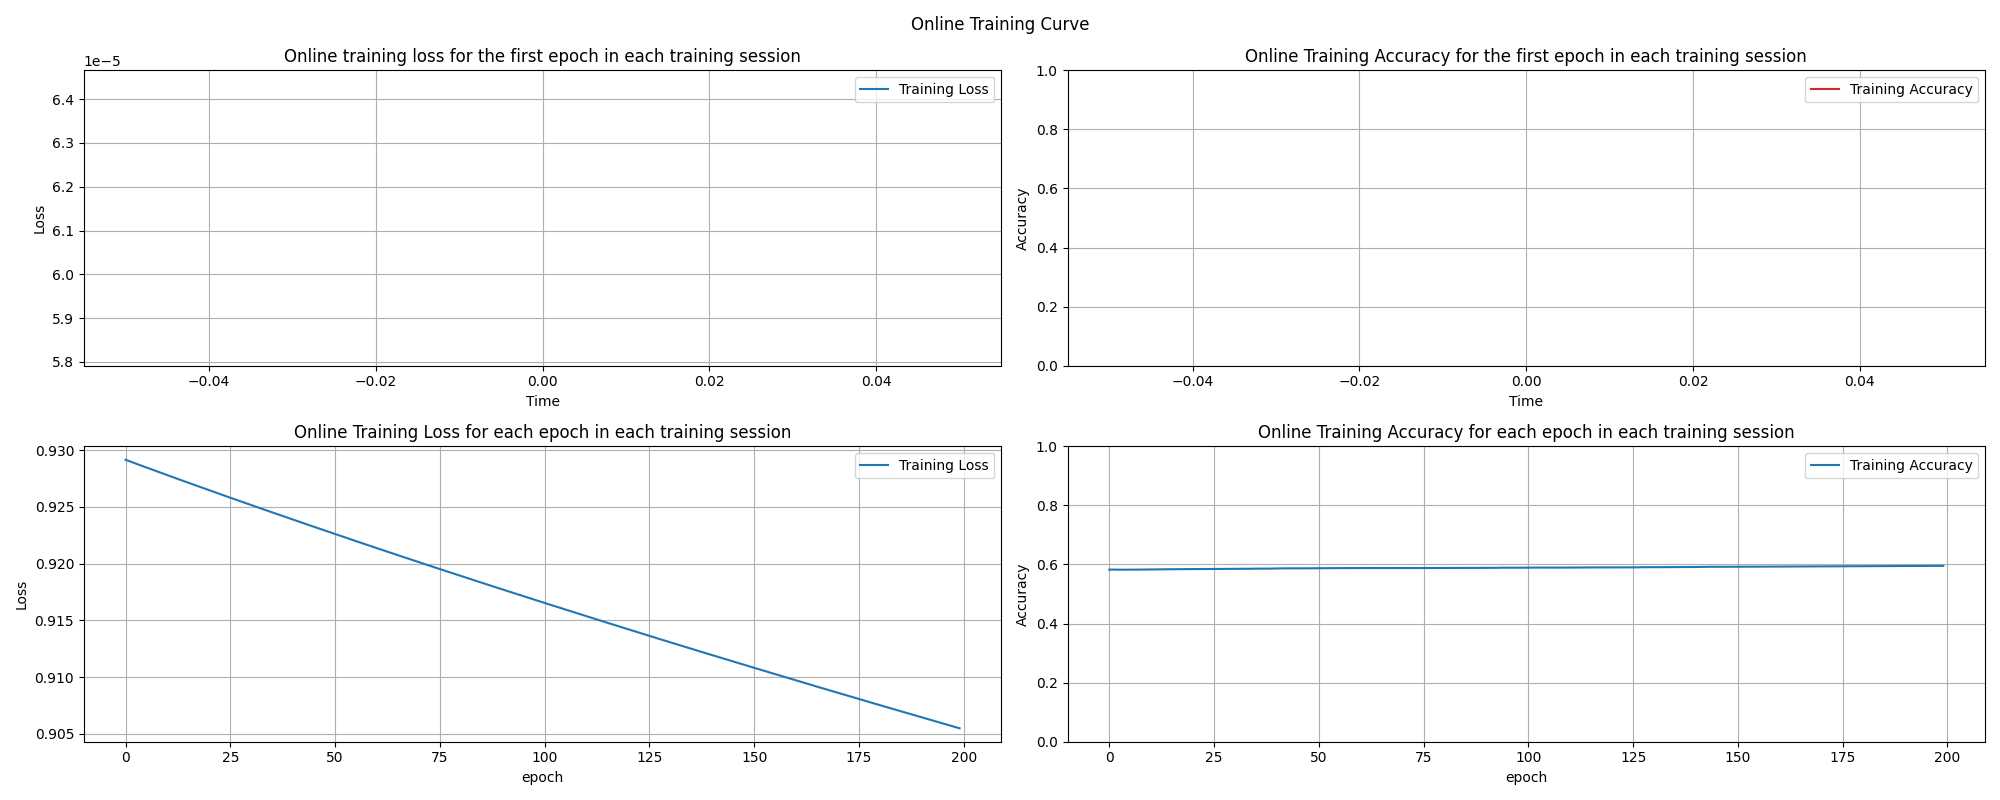 Online Training Curve
Online training loss for the first epoch in each training session
1e−5
6.4
6.3
6.2
6.1
6.0
5.9
5.8
Loss
Training Loss
−0.04 −0.02 0.00 0.02 0.04
Time
Online Training Accuracy for the first epoch in each training session
1.0
0.8
0.6
0.4
0.2
0.0
Accuracy
Training Accuracy
−0.04 −0.02 0.00 0.02 0.04
Time
Online Training Loss for each epoch in each training session
0.930
0.925
0.920
0.915
0.910
0.905
Loss
Training Loss
0 25 50 75 100 125 150 175 200
epoch
Online Training Accuracy for each epoch in each training session
1.0
0.8
0.6
0.4
0.2
0.0
Accuracy
Training Accuracy
0 25 50 75 100 125 150 175 200
epoch